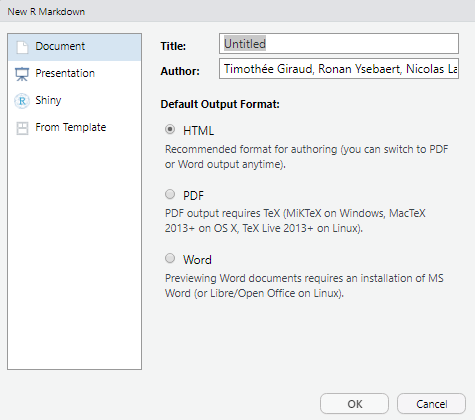 New R Markdown
Document
Presentation
Shiny
From Template
Title: Untitled
Author: Timothée Giraud, Ronan Ysebaert, Nicolas La
Default Output Format:
HTML
Recommended format for authoring (you can switch to PDF
or Word output anytime).
PDF
PDF output requires TeX (MiKTeX on Windows, MacTeX
2013+ on OS X, TeX Live 2013+ on Linux).
Word
Previewing Word documents requires an installation of MS
Word (or Libre/Open Office on Linux).
OK
Cancel